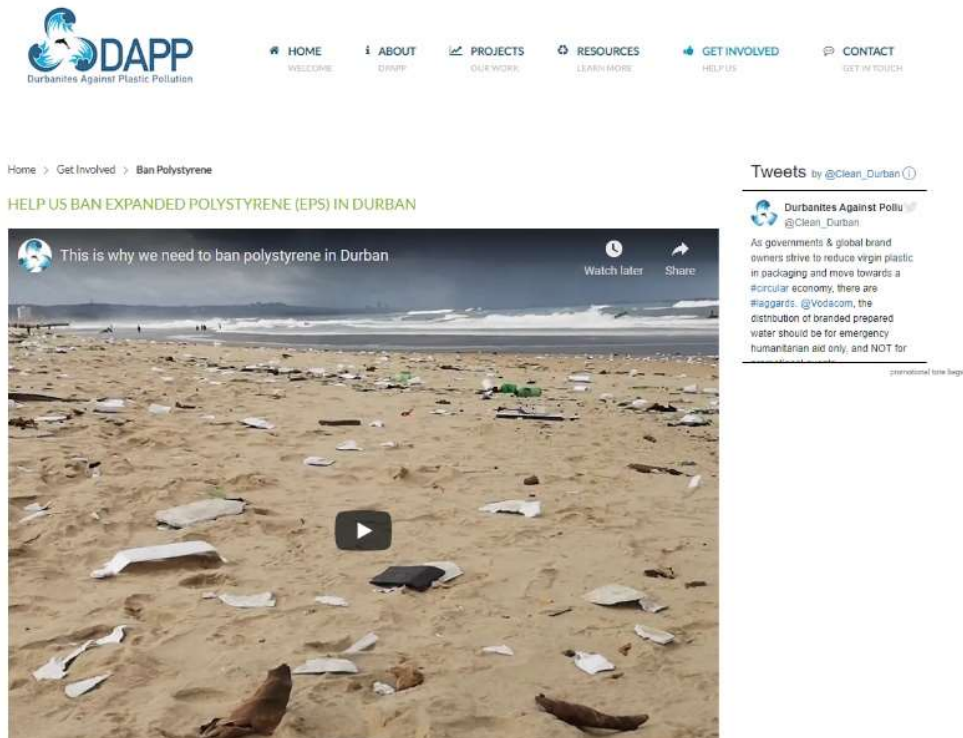 DAPP
Durbanites Against Plastic Pollution
HOME
WELCOME
ABOUT
DPAPP
PROJECTS
OUR WORK
RESOURCES
LEARN MORE
GET INVOLVED
HELP US
CONTACT
GET IN TOUCH
Home > Get Involved > Ban Polystyrene
HELP US BAN EXPANDED POLYSTYRENE (EPS) IN DURBAN
This is why we need to ban polystyrene in Durban
Watch later
Share
Tweets by @Clean_Durban
Durbanites Against Pollu
@Clean_Durban
As governments & global brand
owners strive to reduce virgin plastic
in packaging and move towards a
#circular economy, there are
#laggards. @Vodacom, the
distribution of branded prepared
water should be for emergency
humanitarian aid only, and NOT for
promotional tote bags